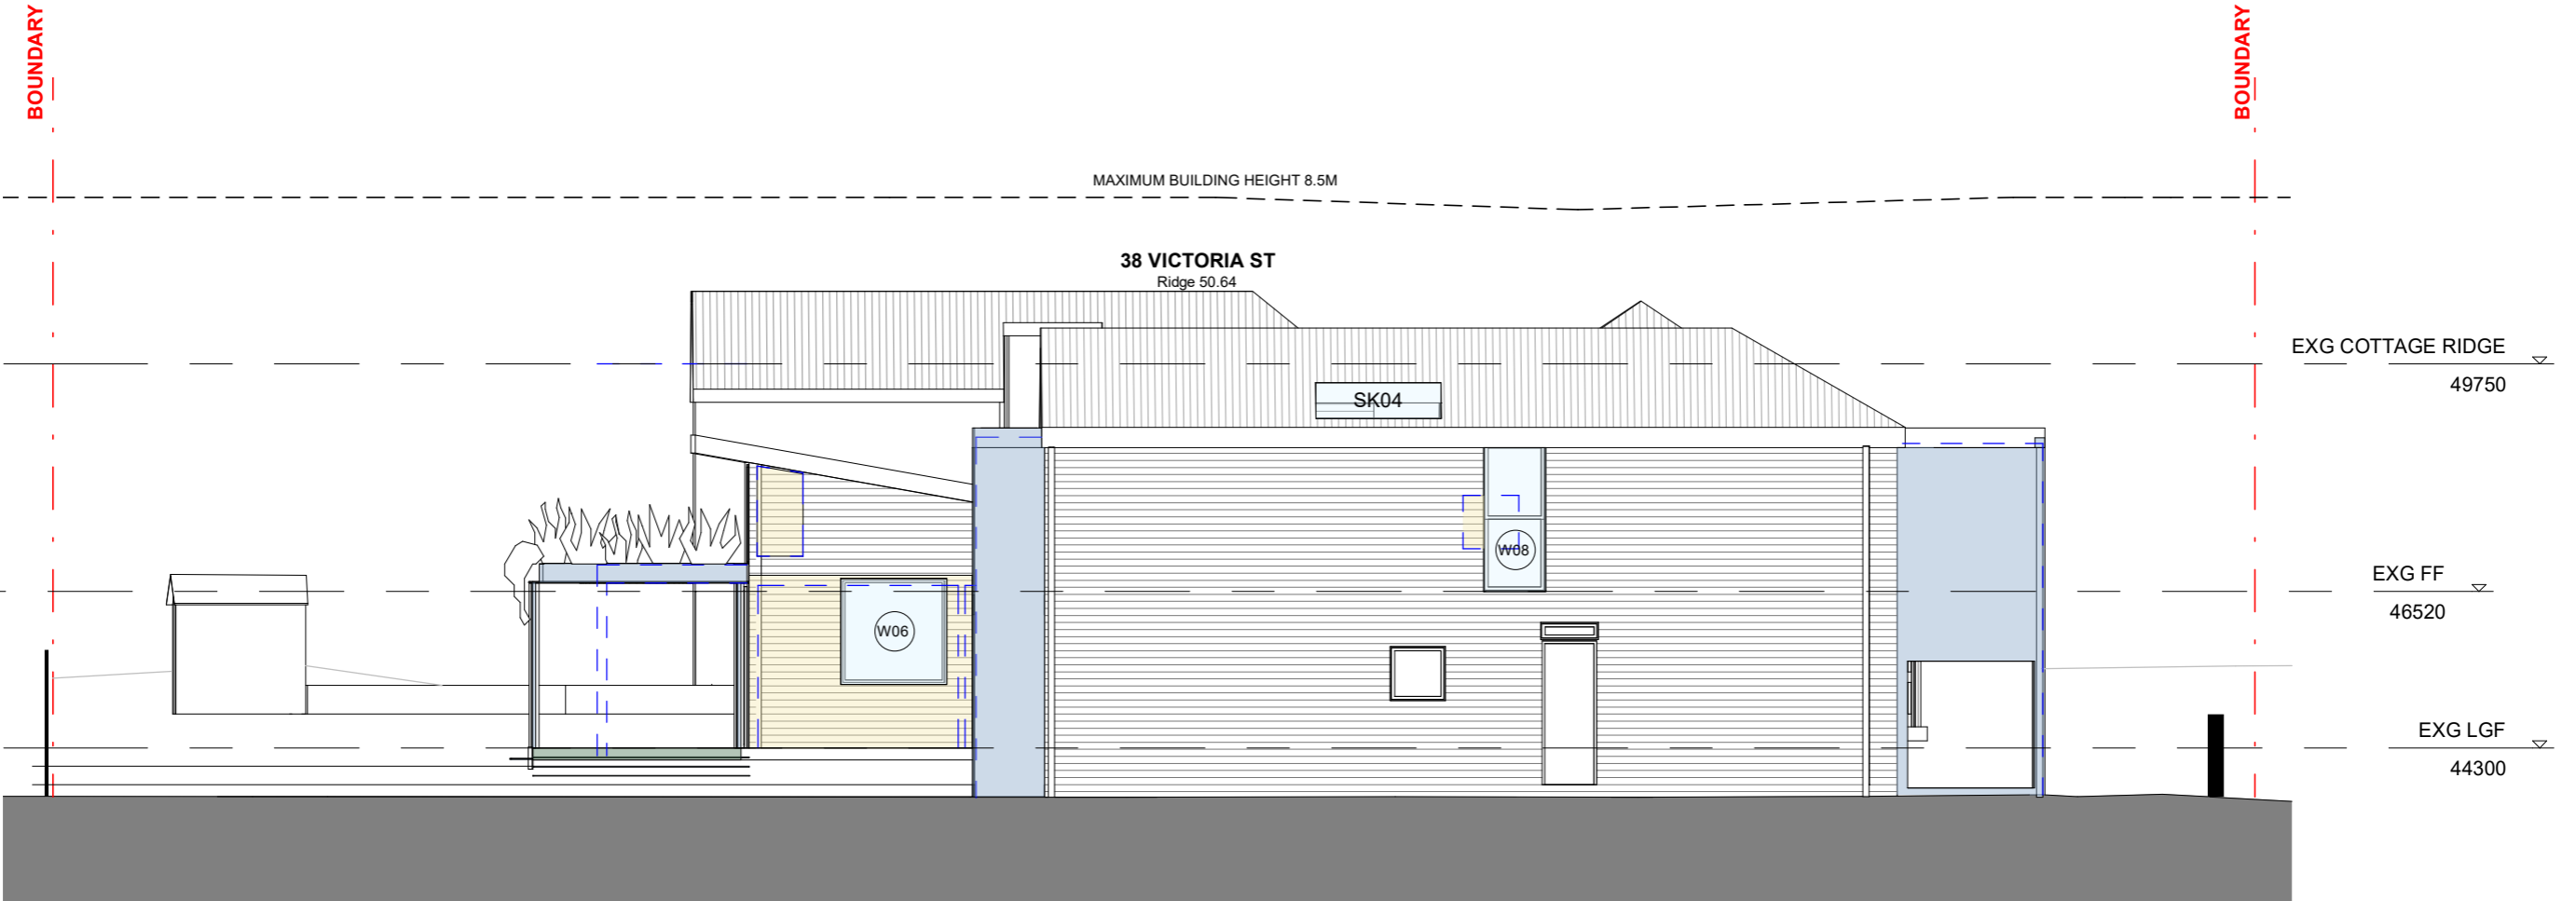 BOUNDARY
BOUNDARY
MAXIMUM BUILDING HEIGHT 8.5M
38 VICTORIA ST
Ridge 50.64
EXG COTTAGE RIDGE
49750
SK04
W08
EXG FF
46520
W06
EXG LGF
44300